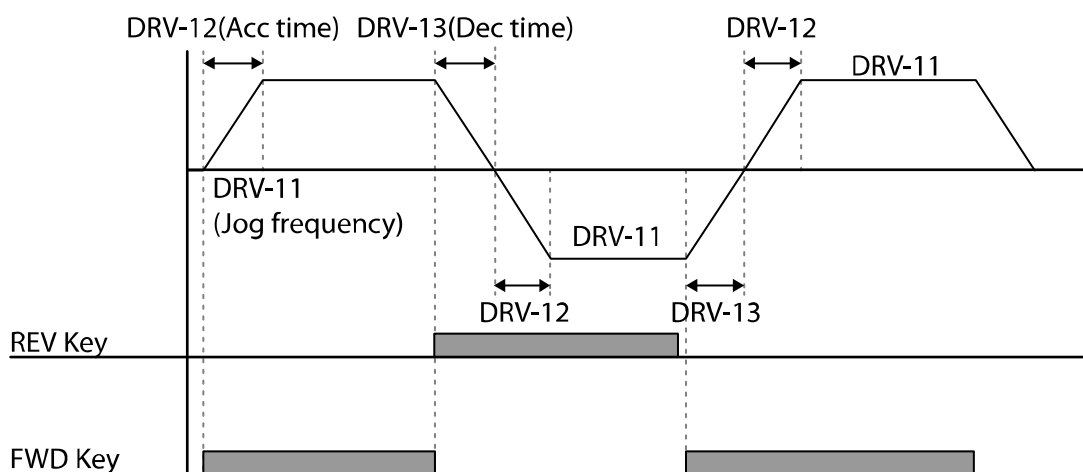 DRV-12(Acc time) DRV-13(Dec time) DRV-12
DRV-11
DRV-11
(Jog frequency)
DRV-11
DRV-12 DRV-13
REV Key
FWD Key